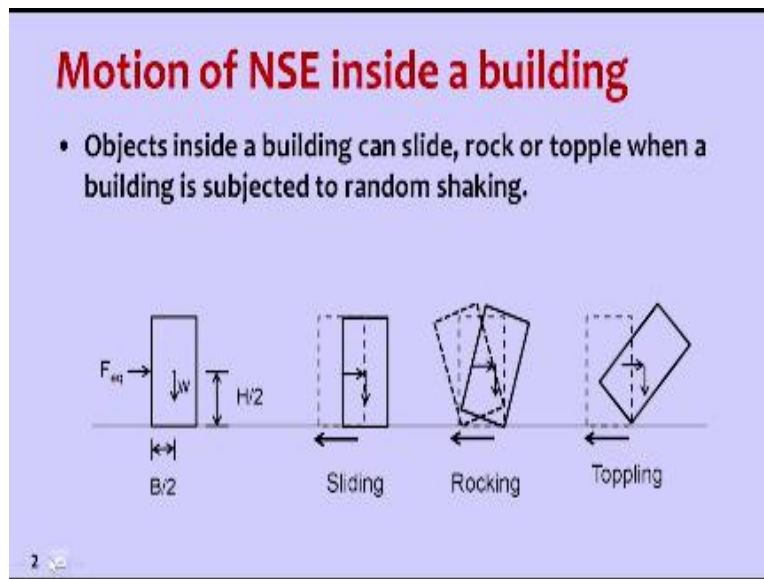 Motion of NSE inside a building
• Objects inside a building can slide, rock or topple when a
building is subjected to random shaking.
Feq
W
H/2
B/2
Sliding
Rocking
Toppling
2